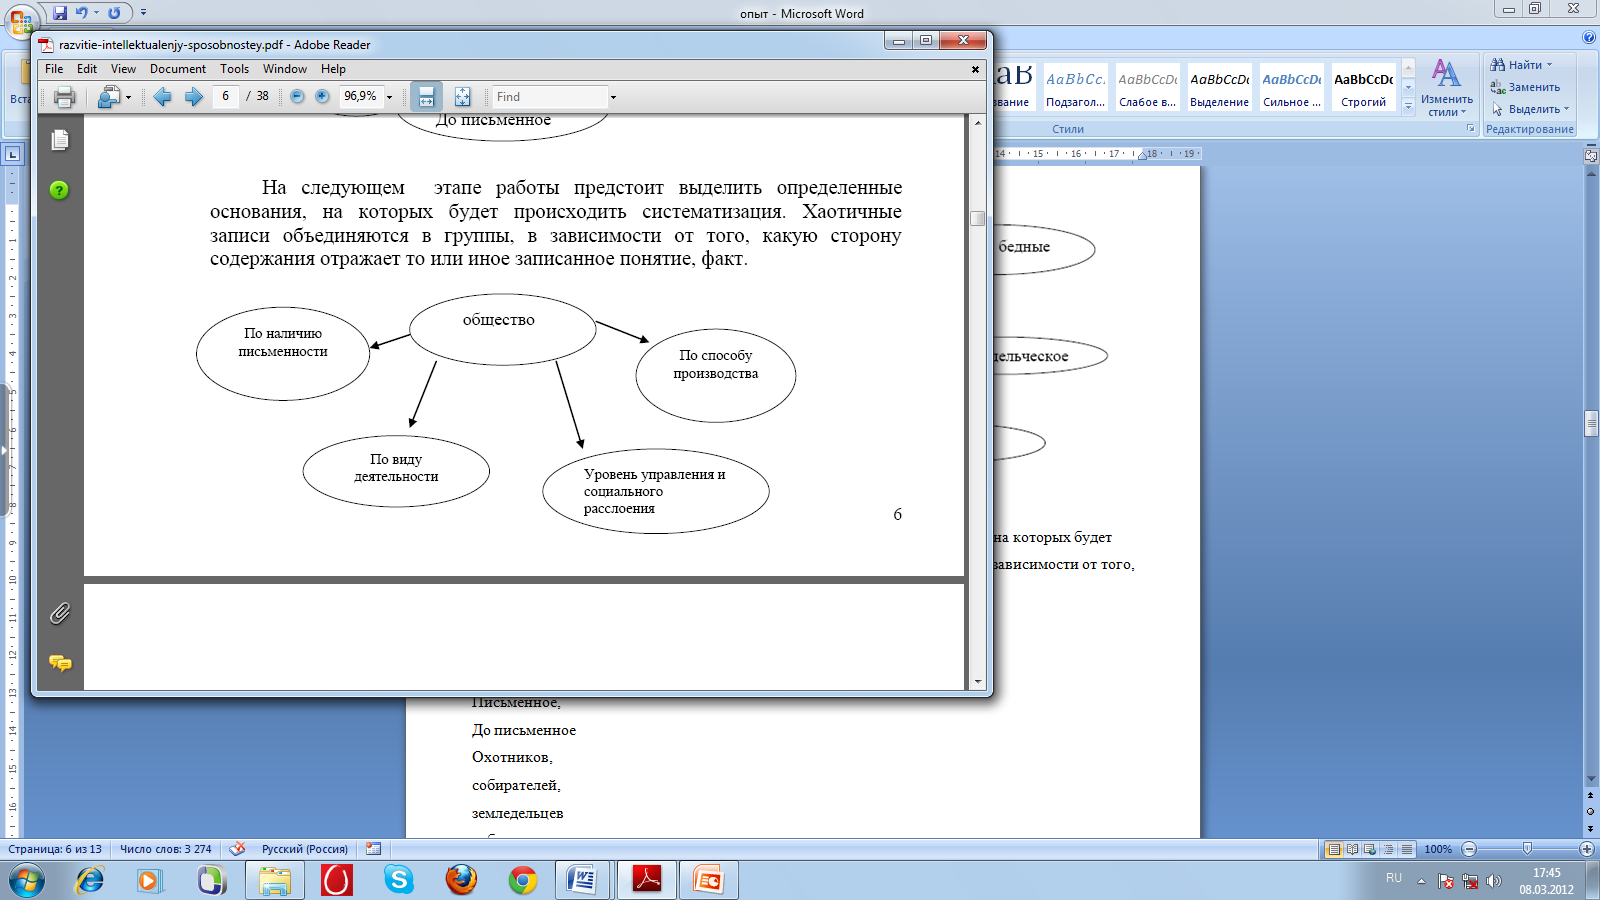 опыт - Microsoft Word
razvitie-intellektualenjy-sposobnostey.pdf - Adobe Reader
File Edit View Document Tools Window Help
6 / 38 96,9% Find
До письменное
На следующем этапе работы предстоит выделить определенные
основания, на которых будет происходить систематизация. Хаотичные
записи объединяются в группы, в зависимости от того, какую сторону
содержания отражает то или иное записанное понятие, факт.
общество
По наличию
письменности
По способу
производства
По виду
деятельности
Уровень управления и
социального
расслоения
6
AaBbCc. AaBbCcDc AaBbCcDc AaBbCcDc AaBbCcDc
Подзагол... Слабое в... Выделение Сильное ... Строгий
Стили
Изменить
стили
Найти
Заменить
Выделить
Редактирование
14 15 16 17 18 19
бедные
на которых будет
зависимости от того,
Письменное,
До письменное
Охотников,
собирателей,
земледельцев
Страница: 6 из 13 Число слов: 3 274 Русский (Россия) 100%
RU 17:45
08.03.2012